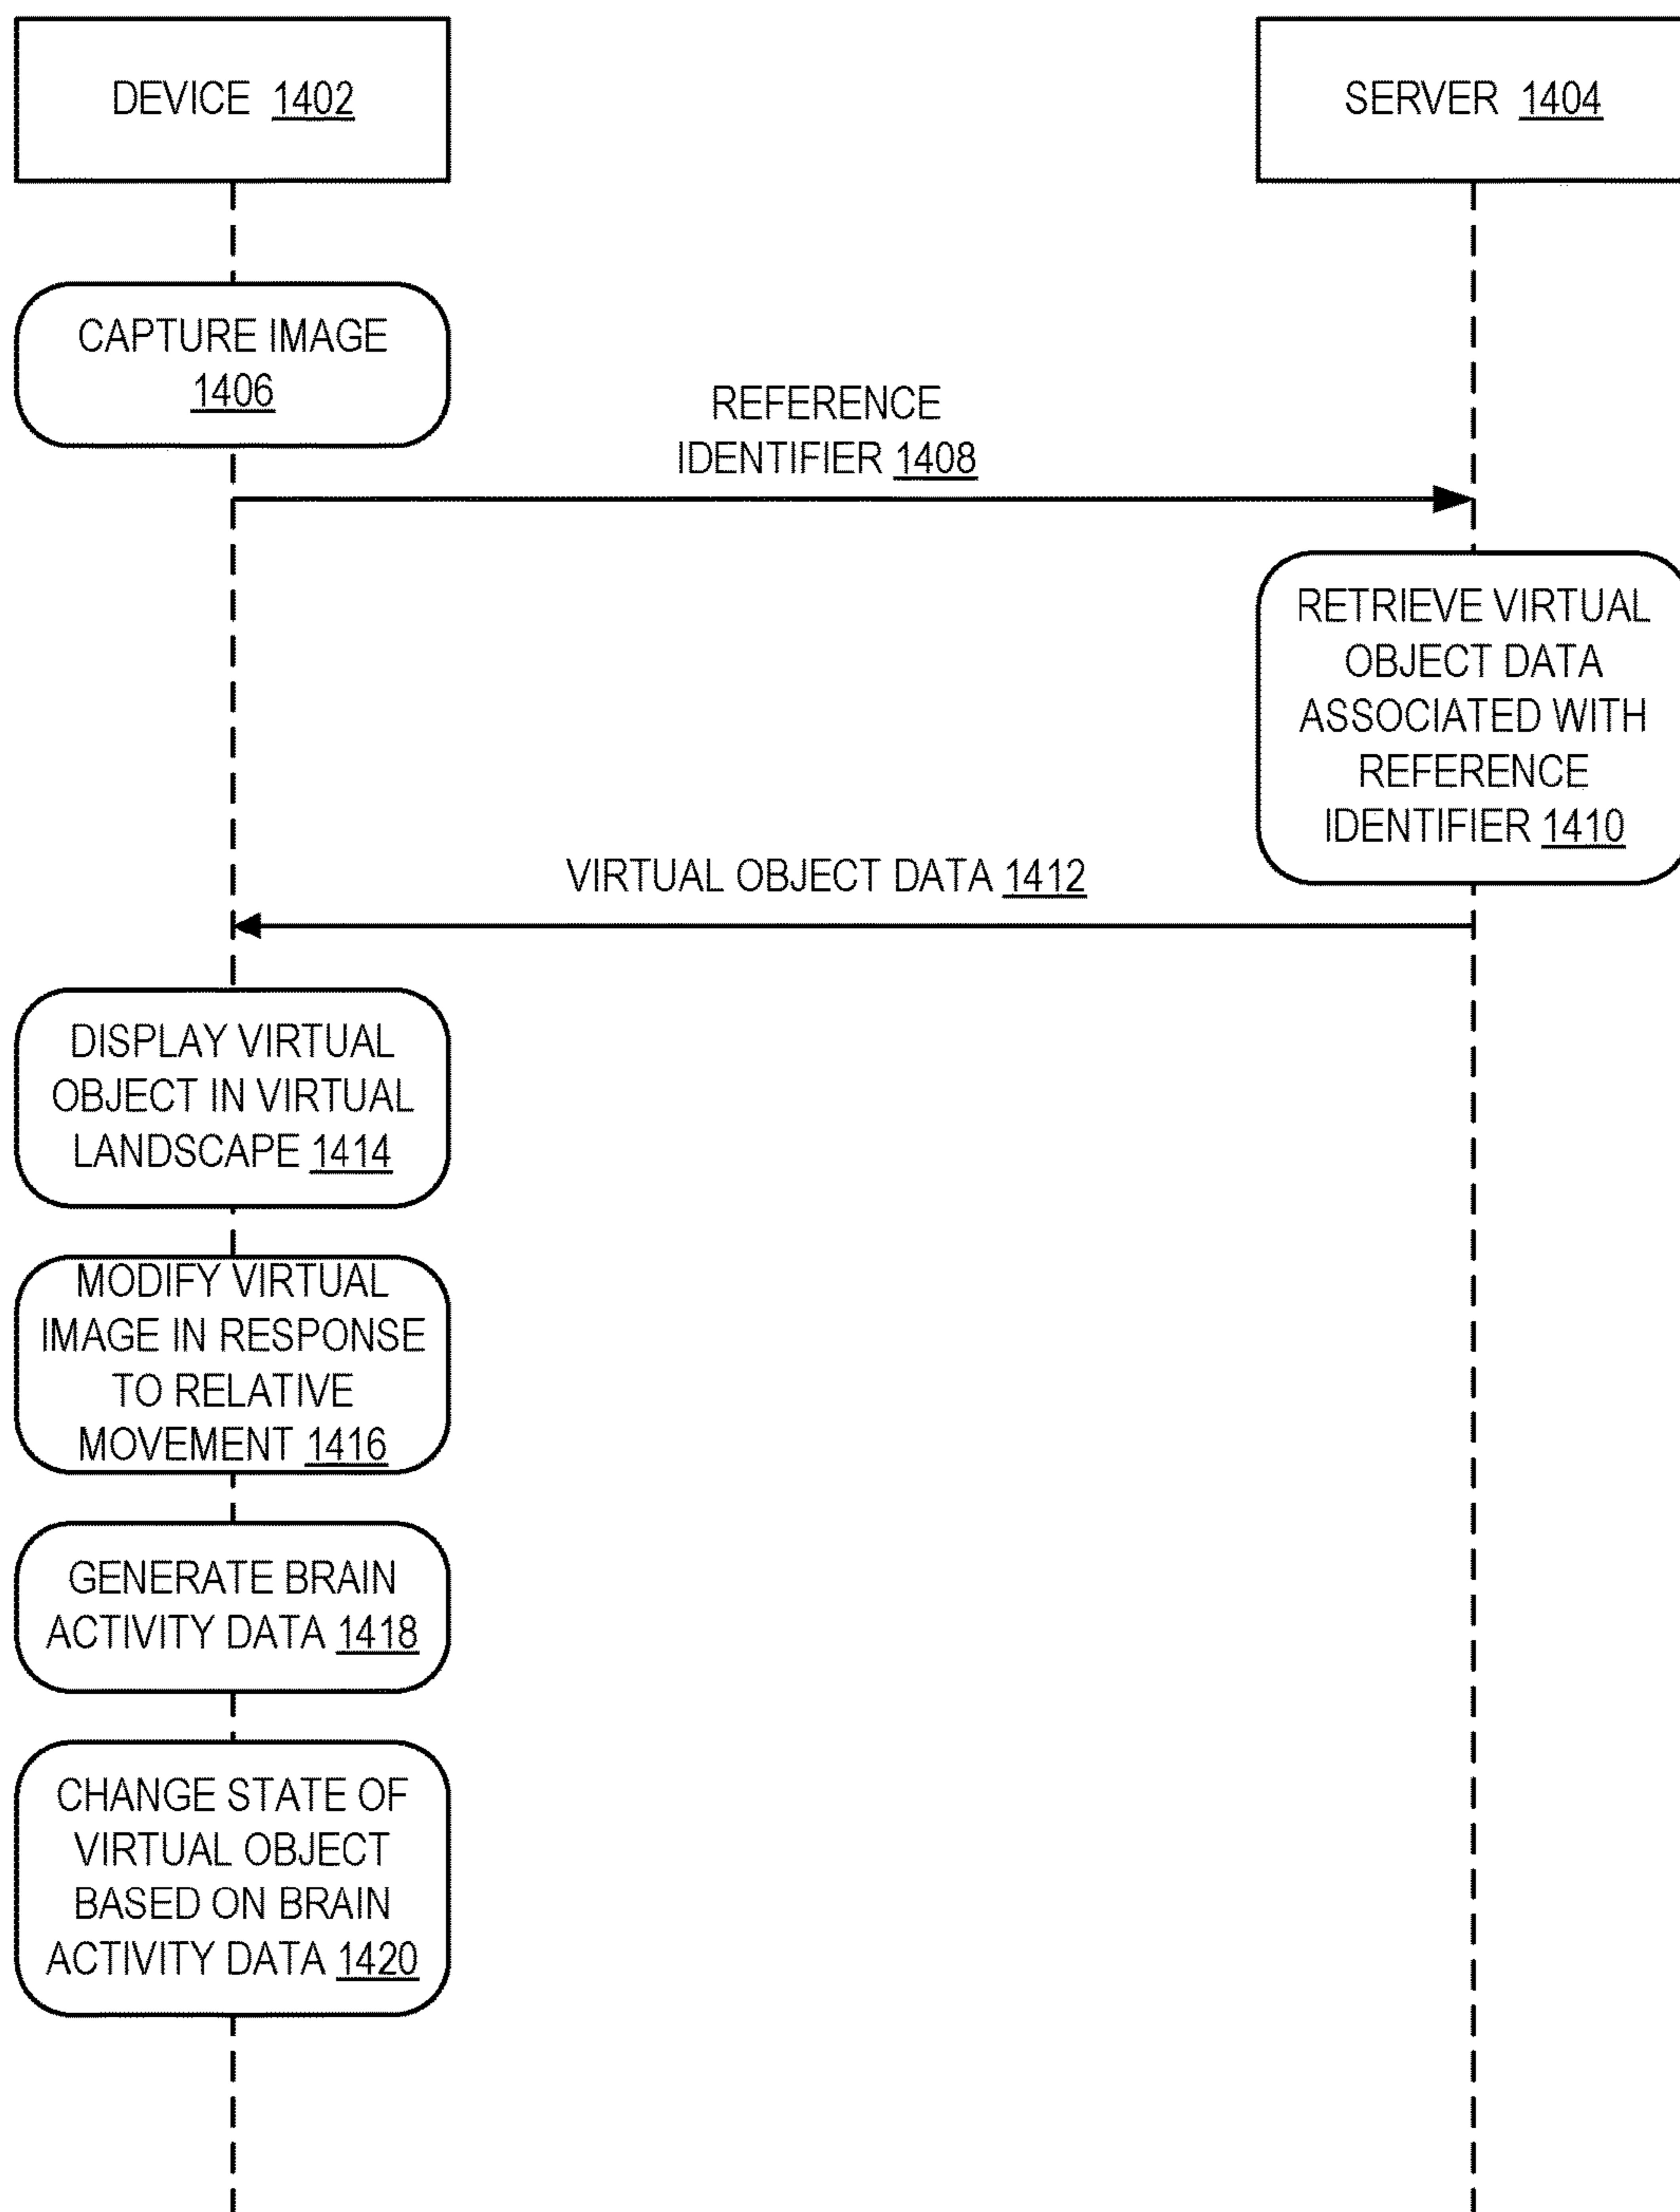 DEVICE 1402
SERVER 1404
CAPTURE IMAGE
1406
REFERENCE
IDENTIFIER 1408
RETRIEVE VIRTUAL
OBJECT DATA
ASSOCIATED WITH
REFERENCE
IDENTIFIER 1410
VIRTUAL OBJECT DATA 1412
DISPLAY VIRTUAL
OBJECT IN VIRTUAL
LANDSCAPE 1414
MODIFY VIRTUAL
IMAGE IN RESPONSE
TO RELATIVE
MOVEMENT 1416
GENERATE BRAIN
ACTIVITY DATA 1418
CHANGE STATE OF
VIRTUAL OBJECT
BASED ON BRAIN
ACTIVITY DATA 1420